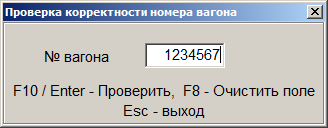 Проверка корректности номера вагона
№ вагона 1234567
F10 / Enter - Проверить, F8 - Очистить поле
Esc - выход